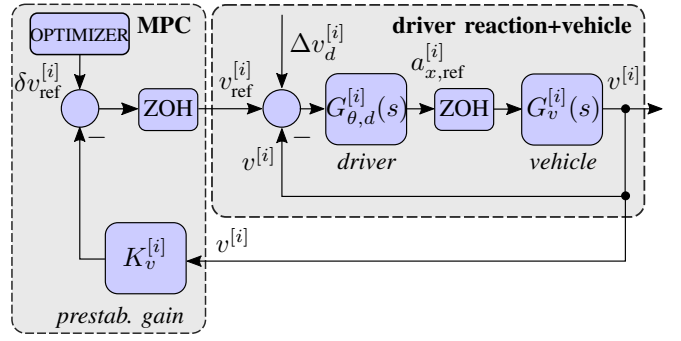 OPTIMIZER
MPC
driver reaction+vehicle
δv_ref^[i]
v_ref^[i]
Δv_d^[i]
a_x,ref^[i]
v^[i]
ZOH
G_θ,d^[i](s)
ZOH
G_v^[i](s)
−
−
v^[i]
driver
vehicle
K_v^[i]
v^[i]
prestab. gain